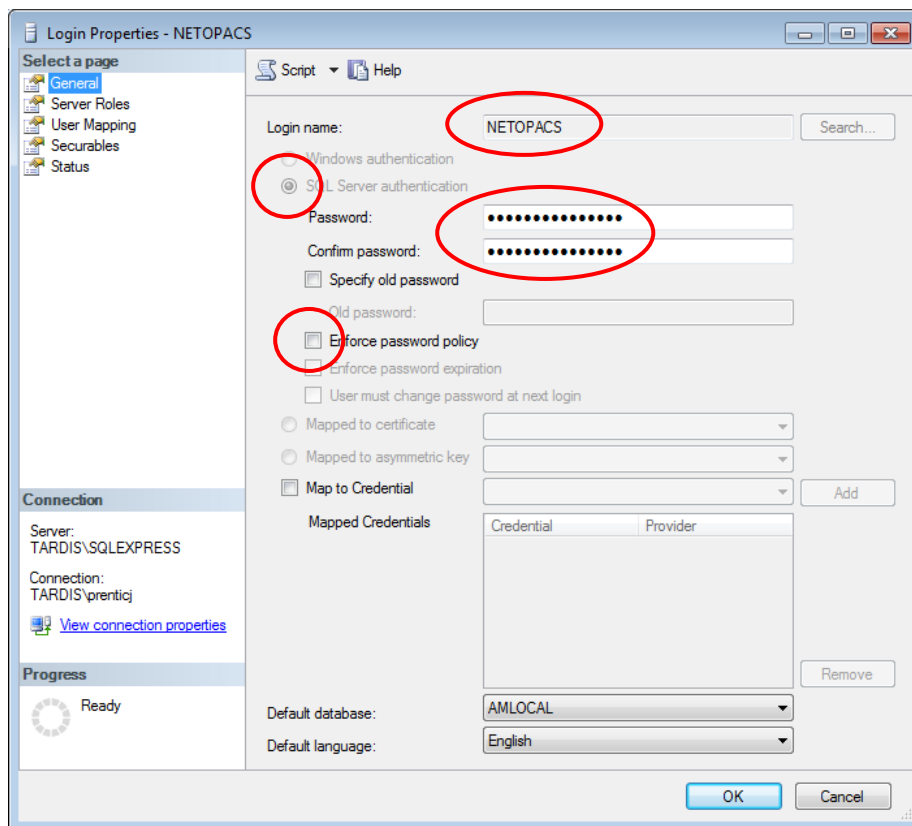 Login Properties - NETOPACS
Select a page
General
Server Roles
User Mapping
Securables
Status
Script Help
Login name: NETOPACS Search...
Windows authentication
SQL Server authentication
Password: ●●●●●●●●●●●●●●●
Confirm password: ●●●●●●●●●●●●●●●
Specify old password
Old password:
Enforce password policy
Enforce password expiration
User must change password at next login
Mapped to certificate
Mapped to asymmetric key
Map to Credential Add
Mapped Credentials Credential Provider
Remove
Default database: AMLOCAL
Default language: English
Connection
Server:
TARDIS\SQLEXPRESS
Connection:
TARDIS\prenticj
View connection properties
Progress
Ready
OK Cancel